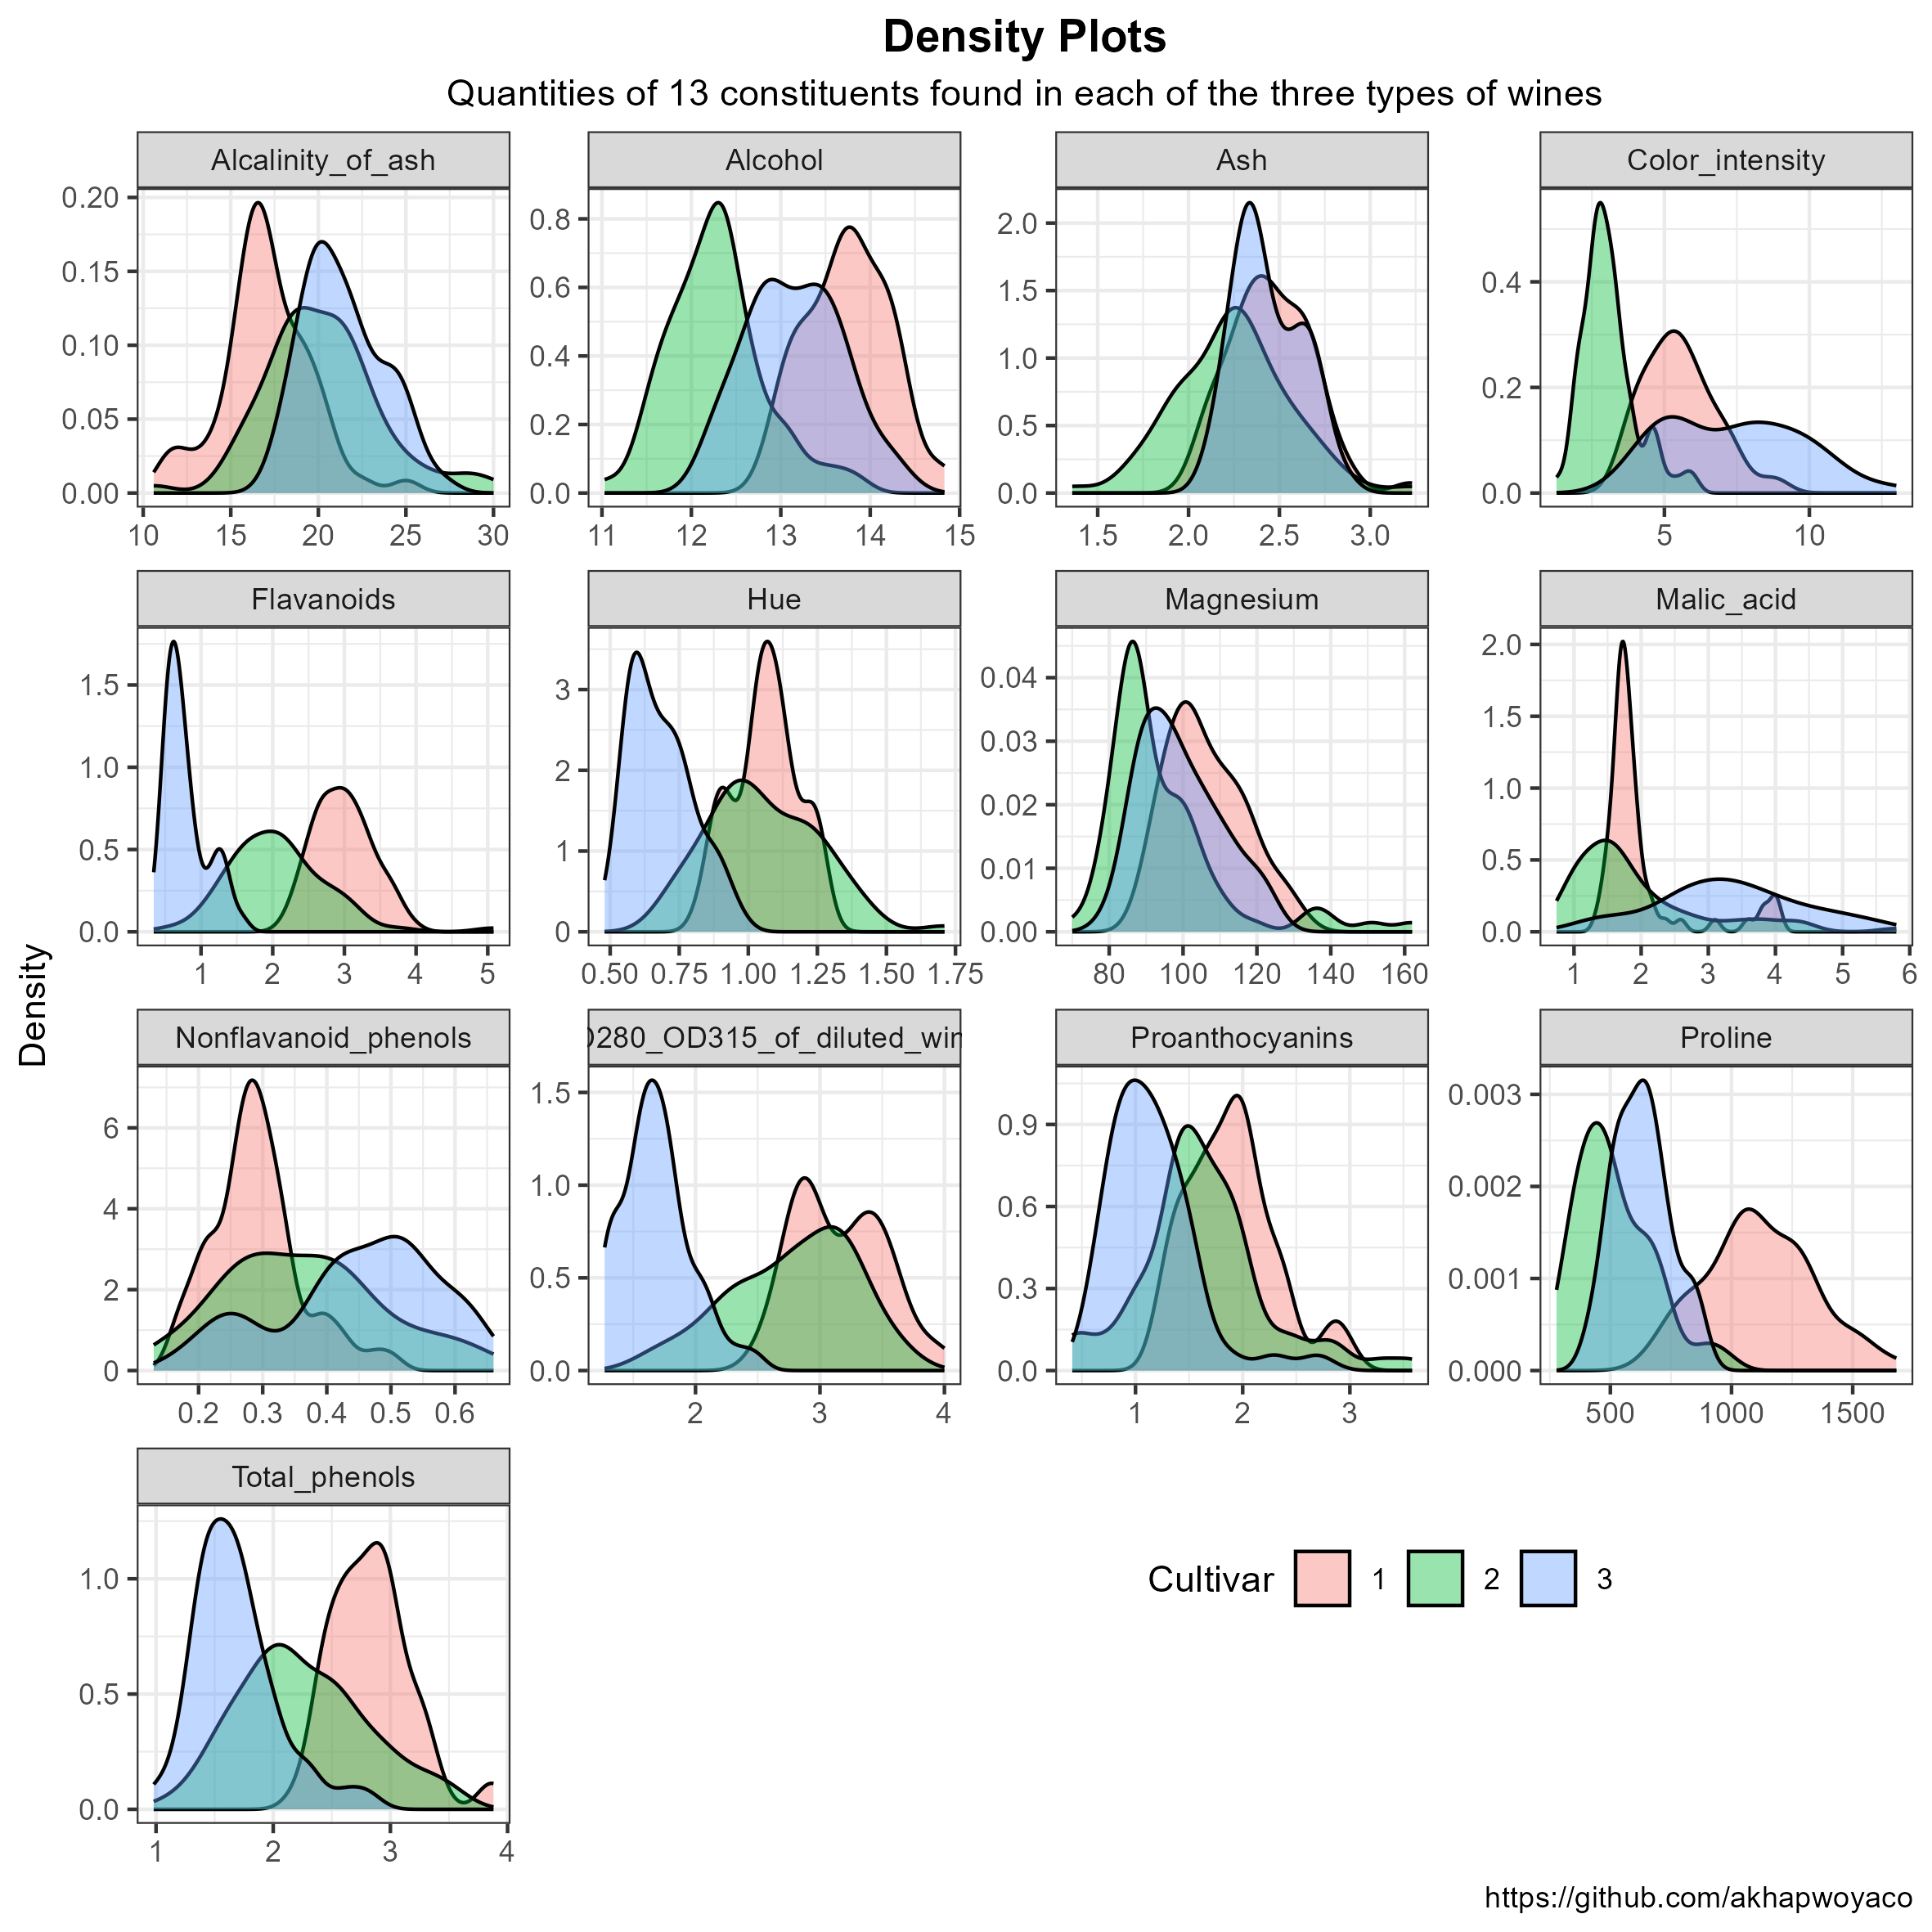 Density Plots
Quantities of 13 constituents found in each of the three types of wines
Alcalinity_of_ash
Alcohol
Ash
Color_intensity
0.20
0.15
0.10
0.05
0.00
0.8
0.6
0.4
0.2
0.0
2.0
1.5
1.0
0.5
0.0
0.4
0.2
0.0
10 15 20 25 30
11 12 13 14 15
1.5 2.0 2.5 3.0
5 10
Flavanoids
Hue
Magnesium
Malic_acid
1.5
1.0
0.5
0.0
3
2
1
0
0.04
0.03
0.02
0.01
0.00
2.0
1.5
1.0
0.5
0.0
1 2 3 4 5
0.50 0.75 1.00 1.25 1.50 1.75
80 100 120 140 160
1 2 3 4 5 6
Density
Nonflavanoid_phenols
280_OD315_of_diluted_win
Proanthocyanins
Proline
6
4
2
0
1.5
1.0
0.5
0.0
0.9
0.6
0.3
0.0
0.003
0.002
0.001
0.000
0.2 0.3 0.4 0.5 0.6
2 3 4
1 2 3
500 1000 1500
Total_phenols
1.0
0.5
0.0
1 2 3 4
Cultivar 1 2 3
https://github.com/akhapwoyaco